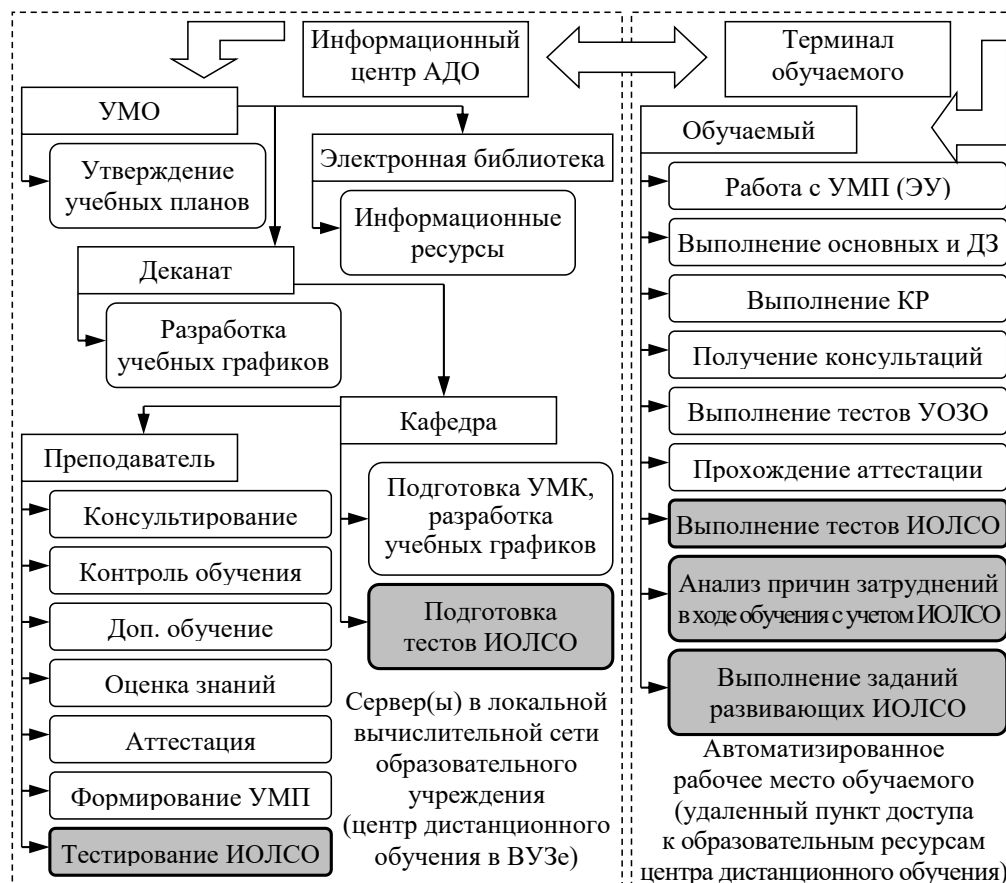 Информационный
центр АДО
УМО
Утверждение
учебных планов
Электронная библиотека
Информационные
ресурсы
Деканат
Разработка
учебных графиков
Кафедра
Преподаватель
Консультирование
Контроль обучения
Доп. обучение
Оценка знаний
Аттестация
Формирование УМП
Тестирование ИОЛСО
Подготовка УМК,
разработка
учебных графиков
Подготовка
тестов ИОЛСО
Сервер(ы) в локальной
вычислительной сети
образовательного
учреждения
(центр дистанционного
обучения в ВУЗе)
Терминал
обучаемого
Обучаемый
Работа с УМП (ЭУ)
Выполнение основных и ДЗ
Выполнение КР
Получение консультаций
Выполнение тестов УОЗО
Прохождение аттестации
Выполнение тестов ИОЛСО
Анализ причин затруднений
в ходе обучения с учетом ИОЛСО
Выполнение заданий
развивающих ИОЛСО
Автоматизированное
рабочее место обучаемого
(удаленный пункт доступа
к образовательным ресурсам
центра дистанционного обучения)